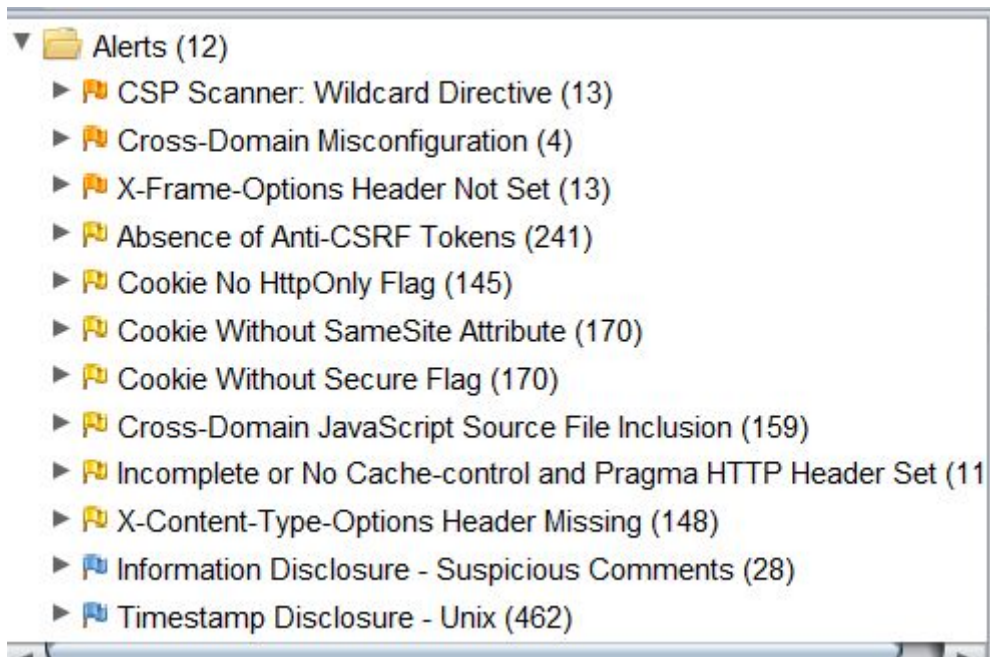 Alerts (12)
CSP Scanner: Wildcard Directive (13)
Cross-Domain Misconfiguration (4)
X-Frame-Options Header Not Set (13)
Absence of Anti-CSRF Tokens (241)
Cookie No HttpOnly Flag (145)
Cookie Without SameSite Attribute (170)
Cookie Without Secure Flag (170)
Cross-Domain JavaScript Source File Inclusion (159)
Incomplete or No Cache-control and Pragma HTTP Header Set (11
X-Content-Type-Options Header Missing (148)
Information Disclosure - Suspicious Comments (28)
Timestamp Disclosure - Unix (462)